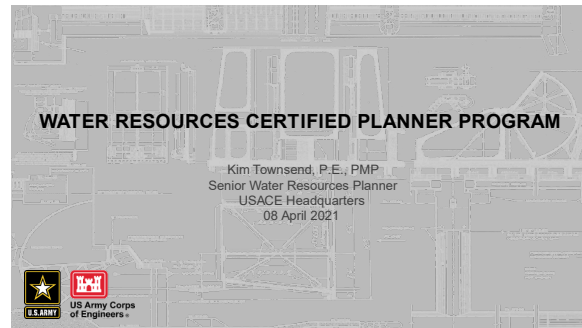 WATER RESOURCES CERTIFIED PLANNER PROGRAM
Kim Townsend, P.E., PMP
Senior Water Resources Planner
USACE Headquarters
08 April 2021
U.S.ARMY
US Army Corps
of Engineers®